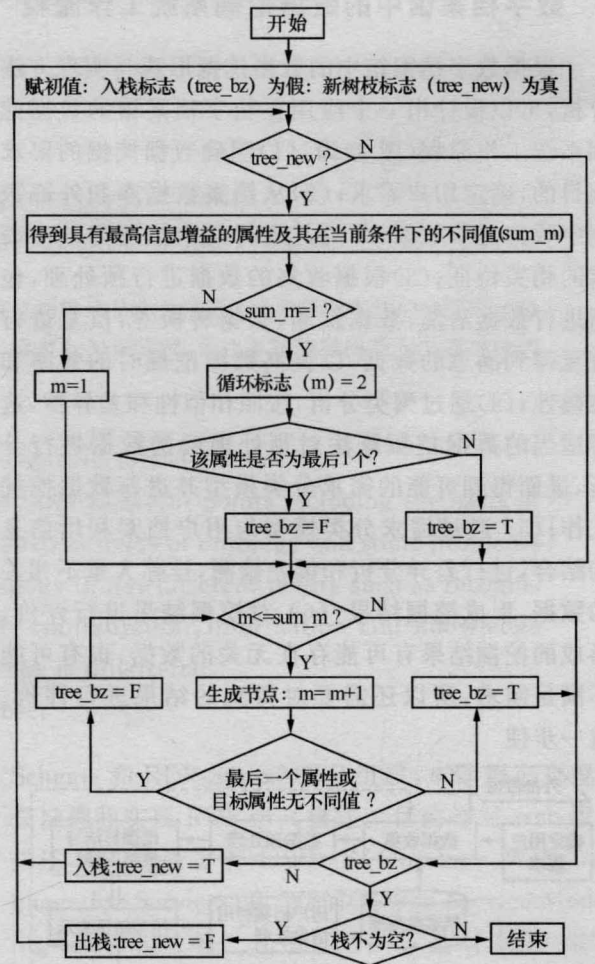 开始
赋初值：入栈标志（tree_bz）为假：新树枝标志（tree_new）为真
tree_new？
N
Y
得到具有最高信息增益的属性及其在当前条件下的不同值(sum_m)
N
sum_m=1？
Y
m=1
循环标志（m）= 2
该属性是否为最后1个？
N
Y
tree_bz = F
tree_bz = T
m<=sum_m？
N
Y
tree bz = F
生成节点：m=m+1
tree_bz = T
Y
最后一个属性或
目标属性无不同值？
N
入栈:tree_new = T
N
tree_bz
Y
出栈:tree_new = F
Y
栈不为空？
N
结束